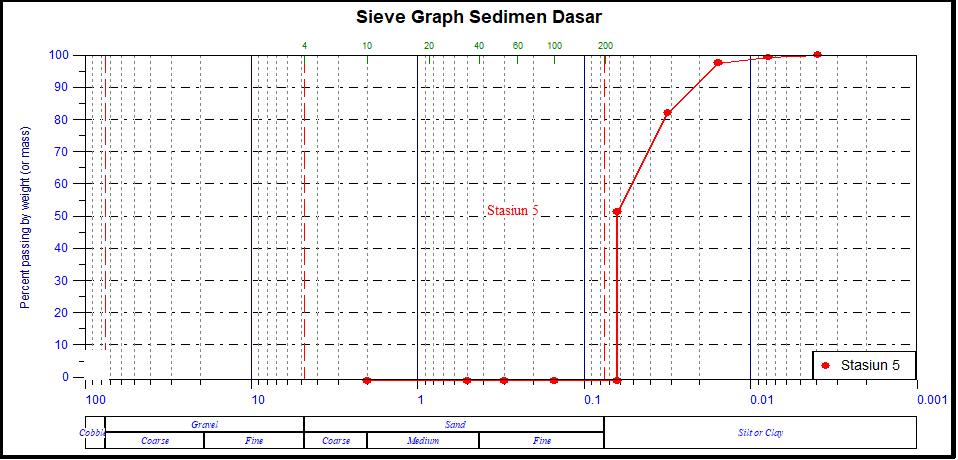 Sieve Graph Sedimen Dasar
4 10 20 40 60 100 200
100
90
80
70
60
50
40
30
20
10
0
Percent passing by weight (or mass)
Stasiun 5
Stasiun 5
100 10 1 0.1 0.01 0.001
Cobble Gravel Sand Silt or Clay
Coarse Fine Coarse Medium Fine